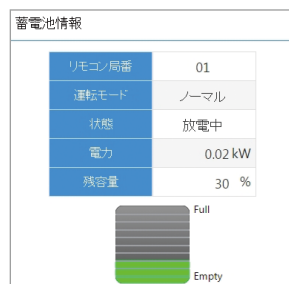 蓄電池情報
リモコン局番 01
運転モード ノーマル
状態 放電中
電力 0.02 kW
残容量 30 %
Full
Empty